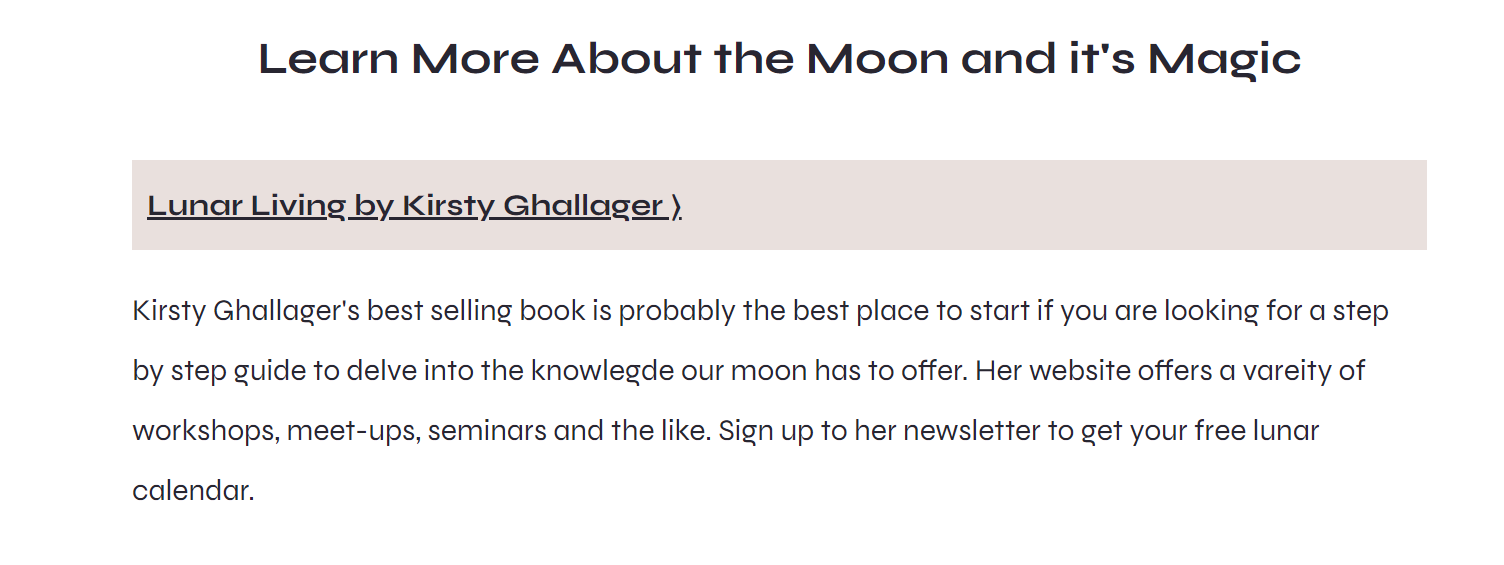 Learn More About the Moon and it's Magic
Lunar Living by Kirsty Ghallager ⟩
Kirsty Ghallager's best selling book is probably the best place to start if you are looking for a step
by step guide to delve into the knowlegde our moon has to offer. Her website offers a vareity of
workshops, meet-ups, seminars and the like. Sign up to her newsletter to get your free lunar
calendar.